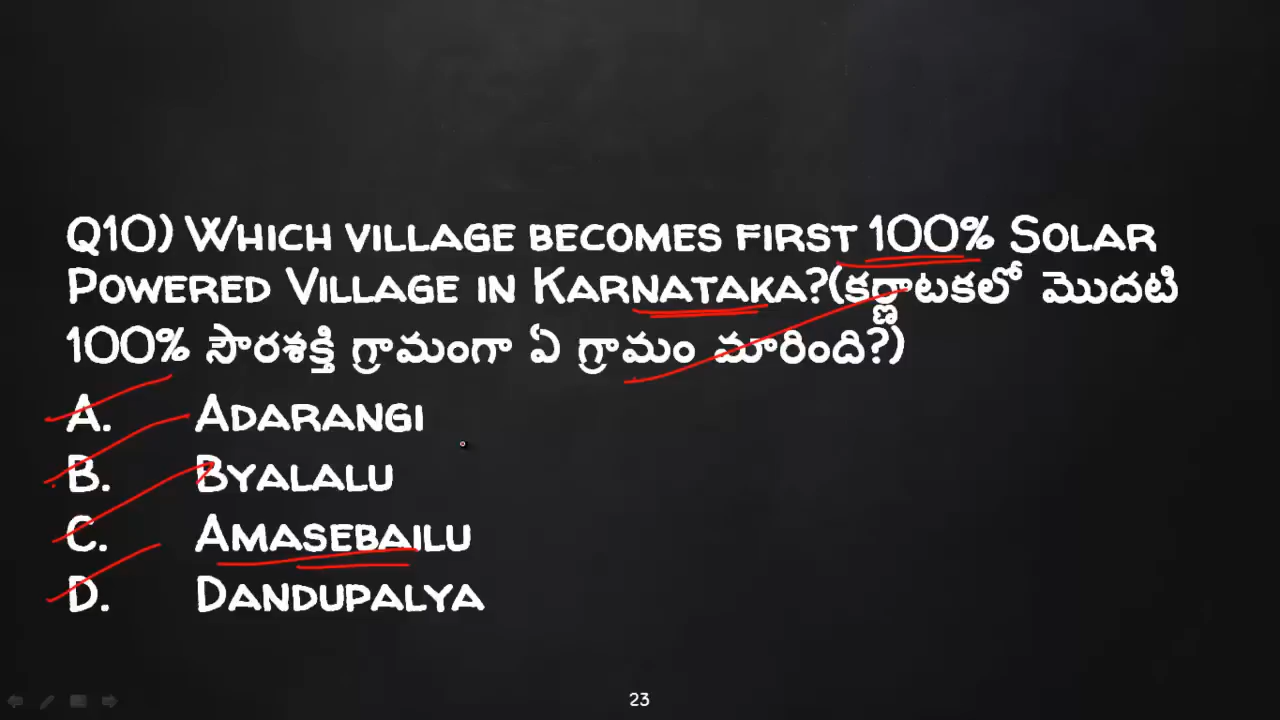 Q10) Which village becomes first 100% Solar
Powered Village in Karnataka?(కర్ణాటకలో మొదటి
100% సౌరశక్తి గ్రామంగా ఏ గ్రామం మారింది?)
A. Adarangi
B. Byalalu
C. Amasebailu
D. Dandupalya
23